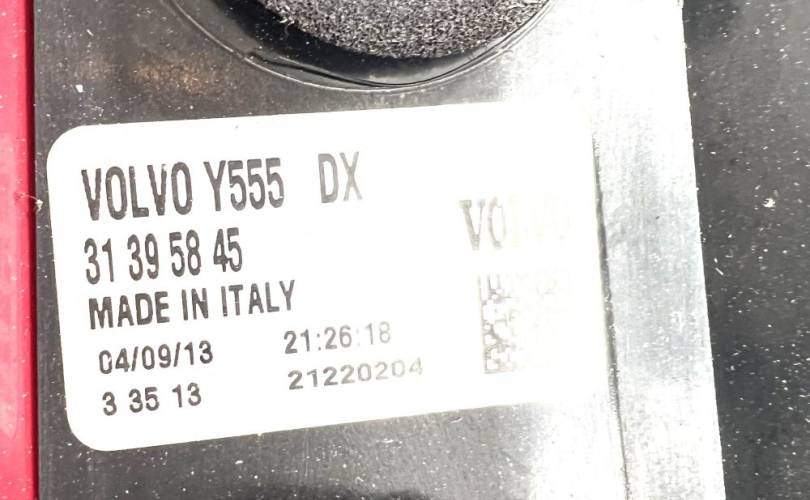 VOLVO Y555 DX
31 39 58 45
VOLVO
MADE IN ITALY
04/09/13 21:26:18
3 35 13 21220204